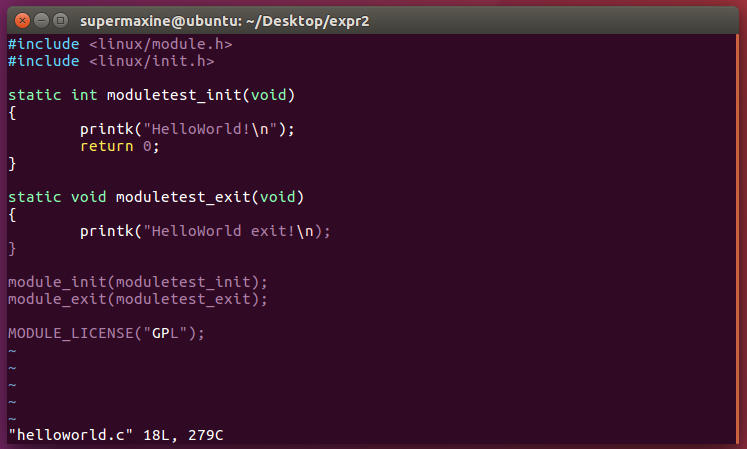 supermaxine@ubuntu: ~/Desktop/expr2
#include <linux/module.h>
#include <linux/init.h>

static int moduletest_init(void)
{
        printk("HelloWorld!\n");
        return 0;
}

static void moduletest_exit(void)
{
        printk("HelloWorld exit!\n);
}

module_init(moduletest_init);
module_exit(moduletest_exit);

MODULE_LICENSE("GPL");
~
~
~
~
~
"helloworld.c" 18L, 279C